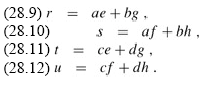 (28.9) r = ae + bg ,
(28.10) s = af + bh ,
(28.11) t = ce + dg ,
(28.12) u = cf + dh .